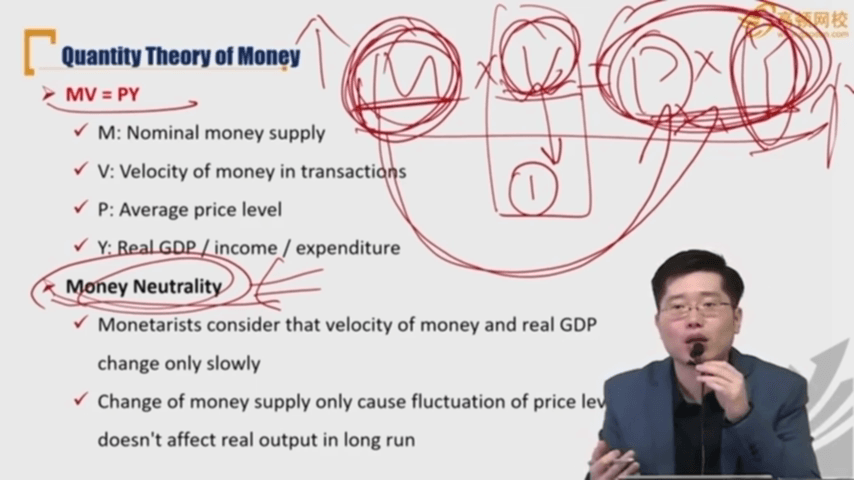 Quantity Theory of Money
高顿网校
M × V = P × Y
MV = PY
M: Nominal money supply
V: Velocity of money in transactions
1
P: Average price level
Y: Real GDP / income / expenditure
Money Neutrality
Monetarists consider that velocity of money and real GDP
change only slowly
Change of money supply only cause fluctuation of price
doesn't affect real output in long run